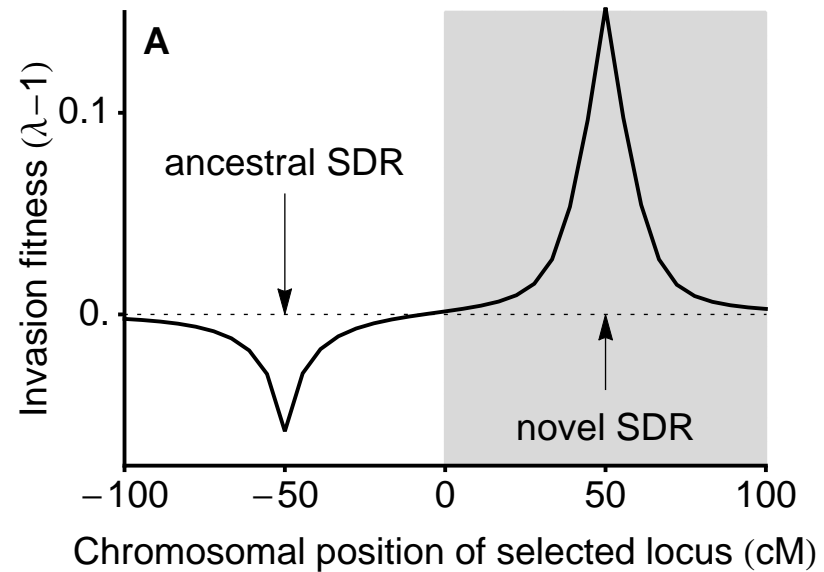 A
Invasion fitness (λ−1)
0.1
ancestral SDR
0.
novel SDR
−100 −50 0 50 100
Chromosomal position of selected locus (cM)